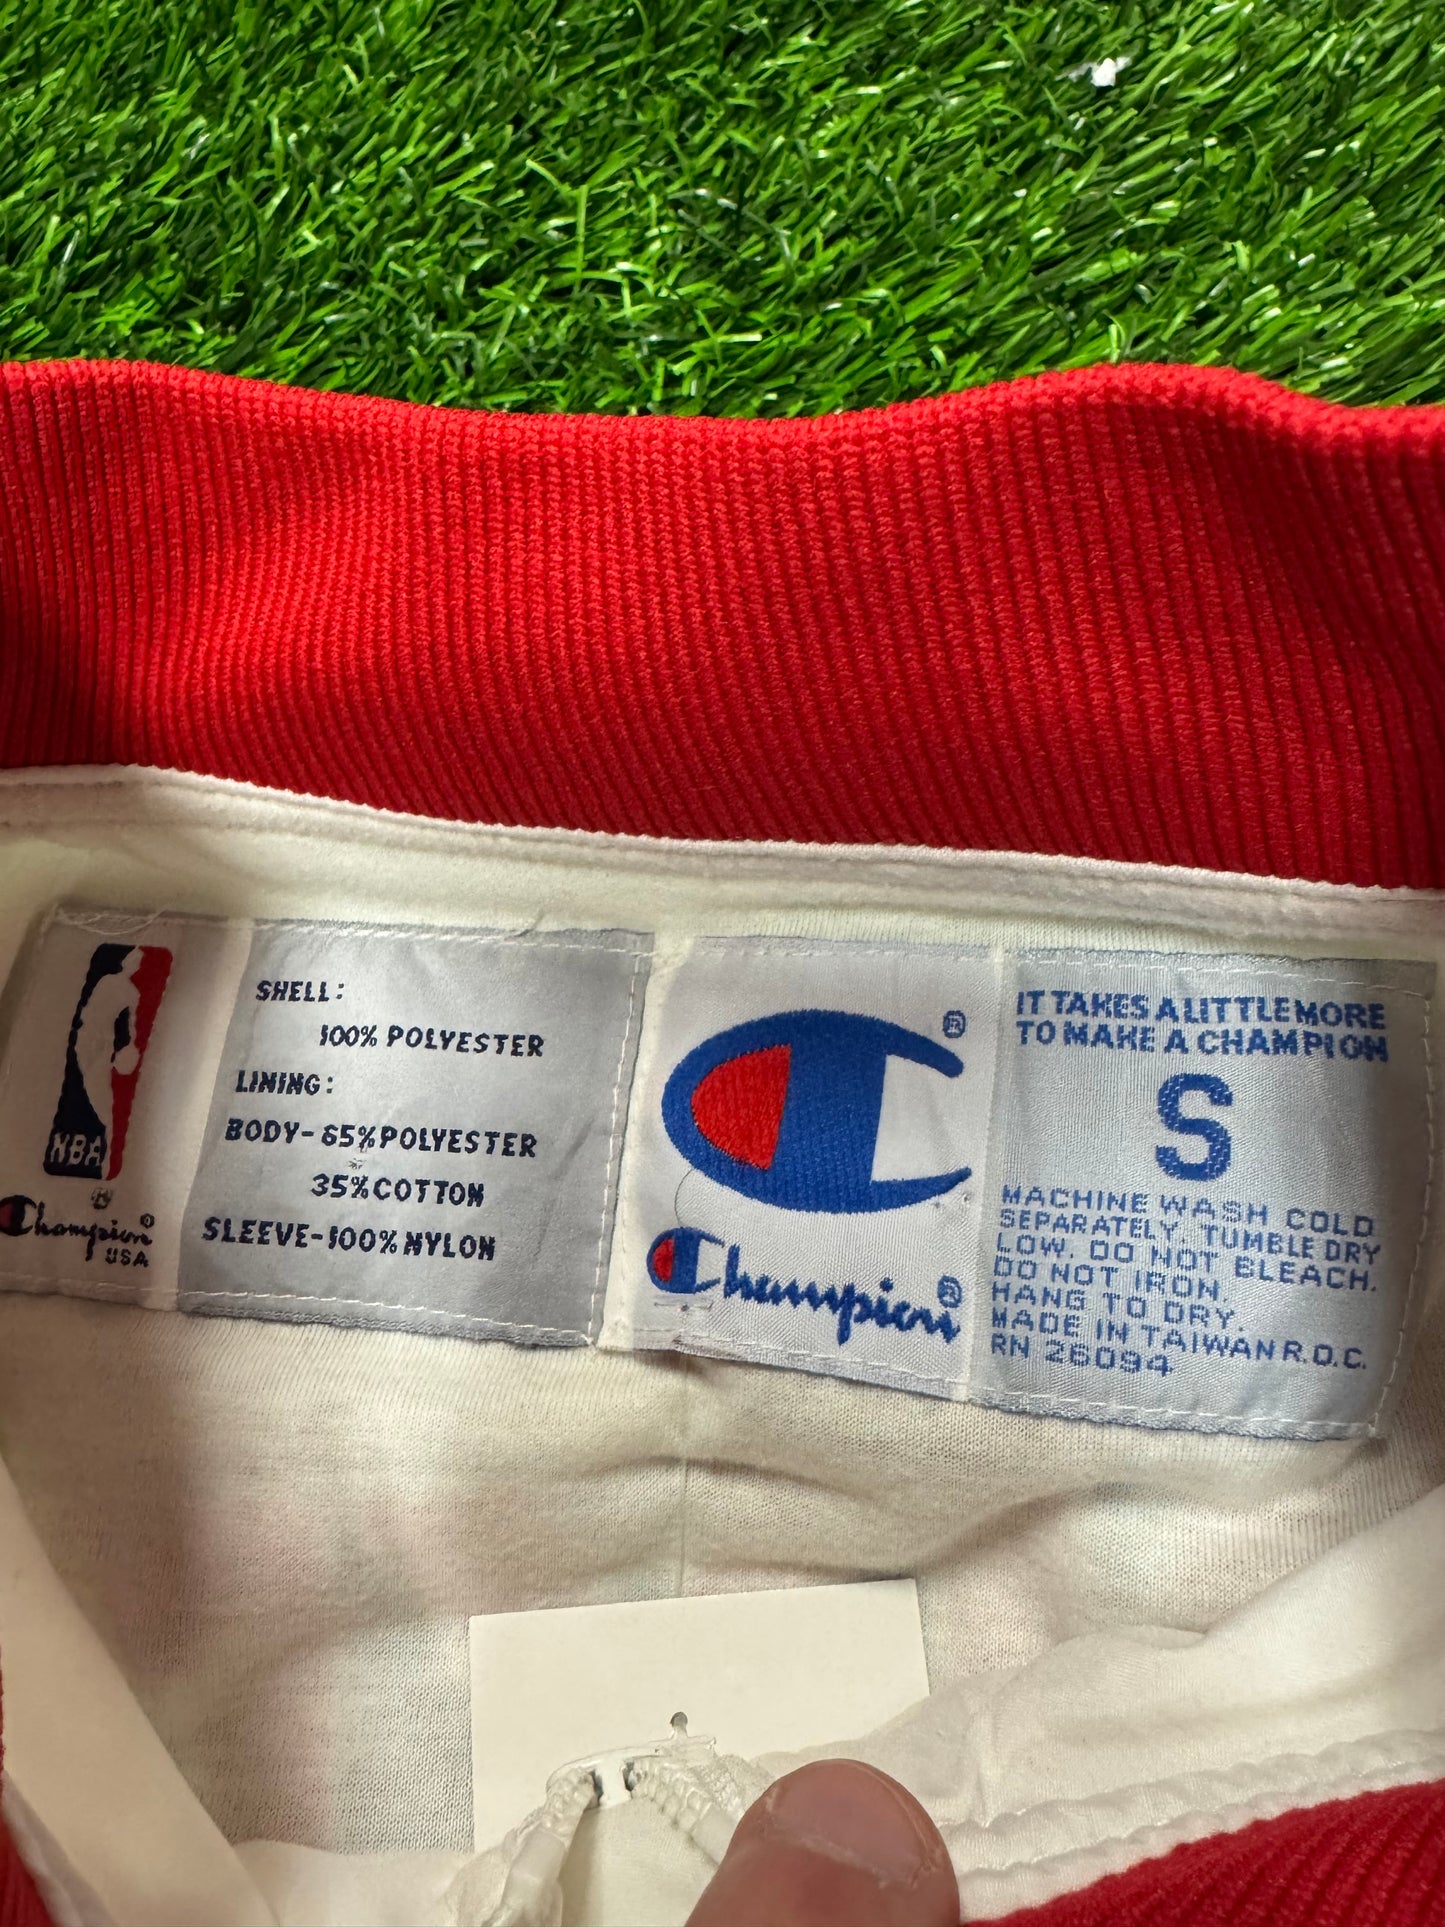 NBA
Champion
USA
SHELL:
100% POLYESTER
LINING:
BODY-65%POLYESTER
35%COTTON
SLEEVE-100%NYLON
®
Champion®
IT TAKES A LITTLE MORE
TO MAKE A CHAMPION
S
MACHINE WASH COLD
SEPARATELY. TUMBLE DRY
LOW. DO NOT BLEACH.
DO NOT IRON.
HANG TO DRY.
MADE IN TAIWAN R.O.C.
RN 26094